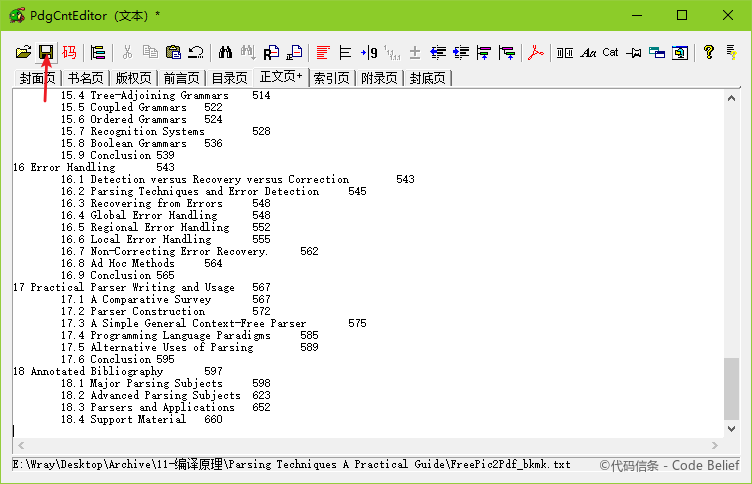 PdgCntEditor (文本) *
码 +|9 Aa Cat
封面页 书名页 版权页 前言页 目录页 正文页+ 索引页 附录页 封底页
15.4 Tree-Adjoining Grammars 514
15.5 Coupled Grammars 522
15.6 Ordered Grammars 524
15.7 Recognition Systems 528
15.8 Boolean Grammars 536
15.9 Conclusion 539
16 Error Handling 543
16.1 Detection versus Recovery versus Correction 543
16.2 Parsing Techniques and Error Detection 545
16.3 Recovering from Errors 548
16.4 Global Error Handling 548
16.5 Regional Error Handling 552
16.6 Local Error Handling 555
16.7 Non-Correcting Error Recovery. 562
16.8 Ad Hoc Methods 564
16.9 Conclusion 565
17 Practical Parser Writing and Usage 567
17.1 A Comparative Survey 567
17.2 Parser Construction 572
17.3 A Simple General Context-Free Parser 575
17.4 Programming Language Paradigms 585
17.5 Alternative Uses of Parsing 589
17.6 Conclusion 595
18 Annotated Bibliography 597
18.1 Major Parsing Subjects 598
18.2 Advanced Parsing Subjects 623
18.3 Parsers and Applications 652
18.4 Support Material 660
E:\Wray\Desktop\Archive\11-编译原理\Parsing Techniques A Practical Guide\FreePic2Pdf_bkmk.txt
©代码信条 - Code Belief